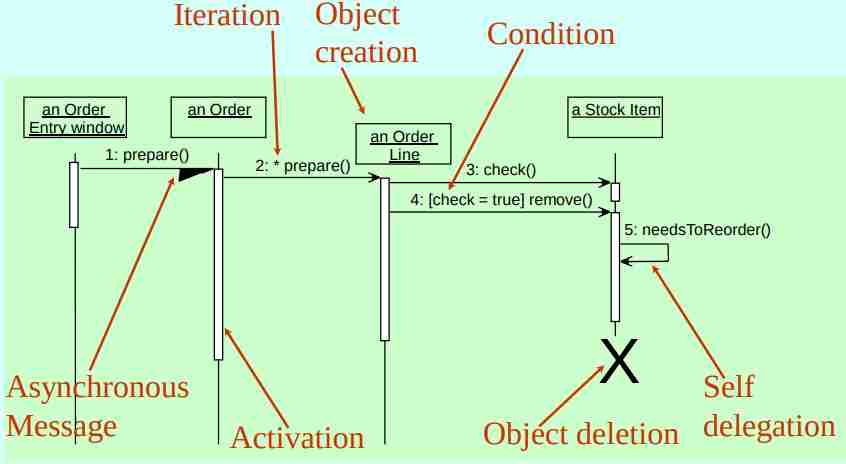 Iteration
Object
creation
Condition
an Order
Entry window
an Order
an Order
Line
a Stock Item
1: prepare()
2: * prepare()
3: check()
4: [check = true] remove()
5: needsToReorder()
X
Asynchronous
Message
Activation
Object deletion
Self
delegation